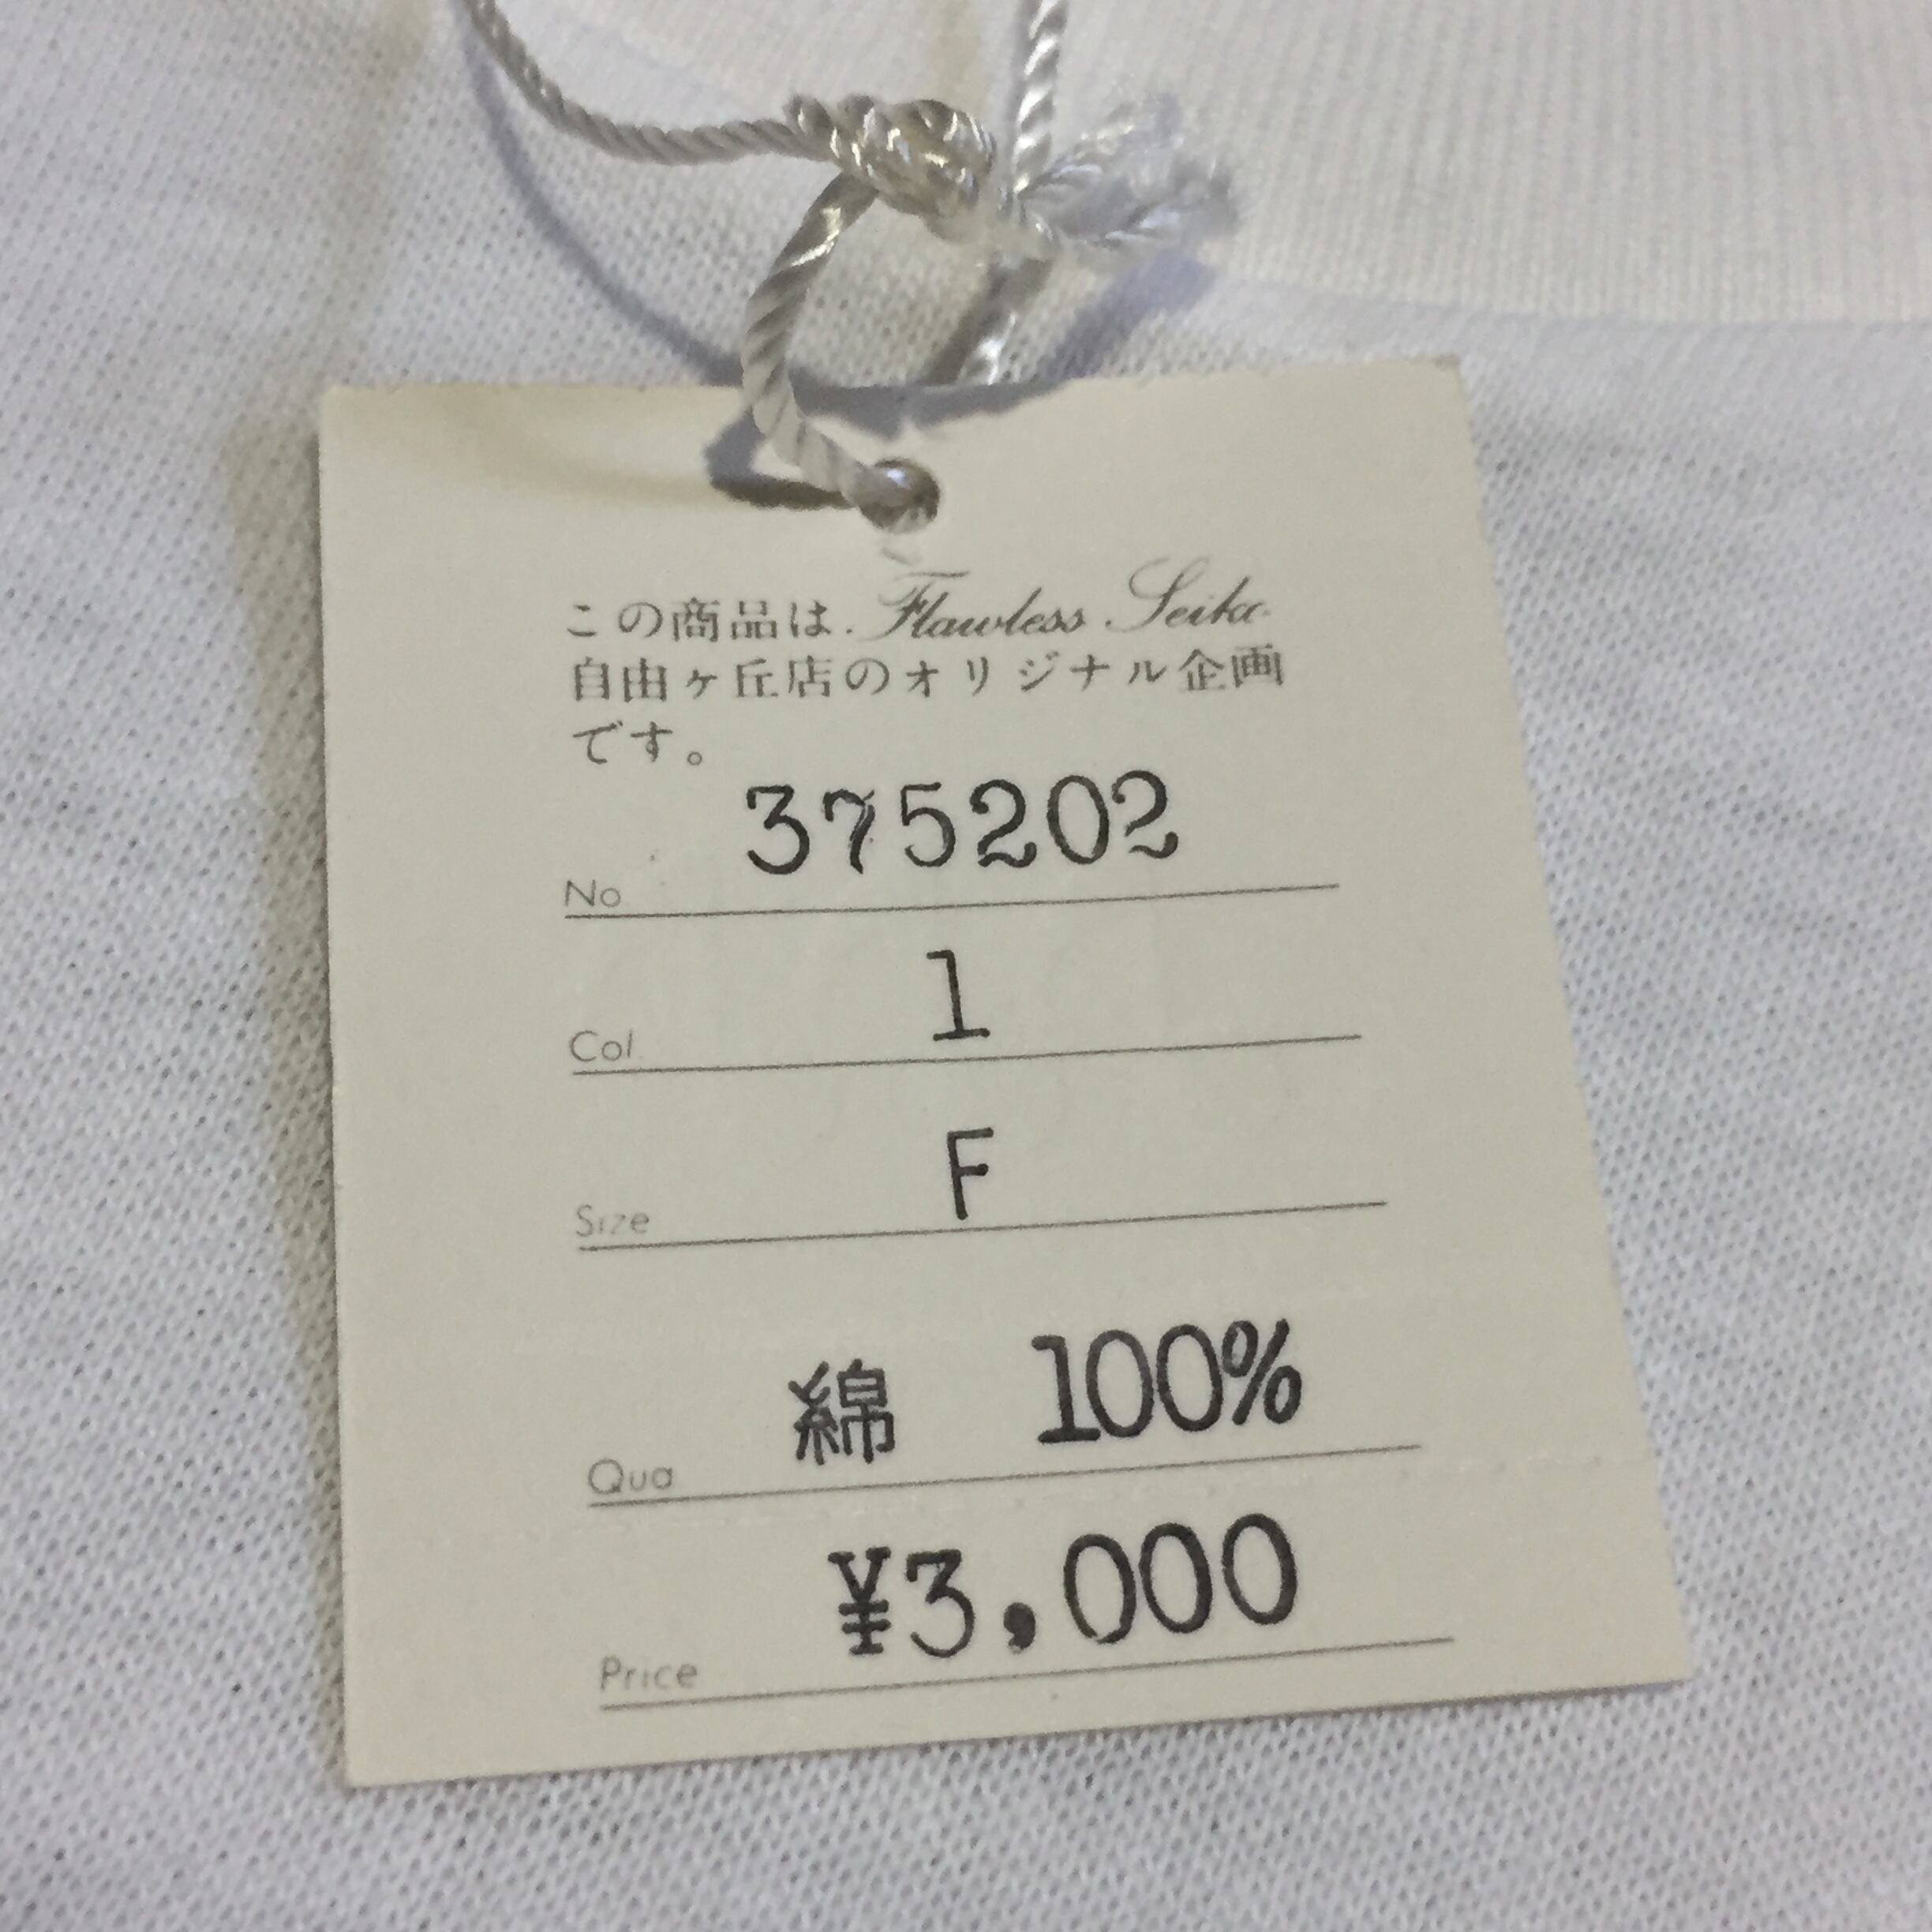 この商品は、Flawless Seiko
自由ヶ丘店のオリジナル企画
です。
No 375202
Col. 1
Size F
Qua 綿 100%
Price ¥3,000